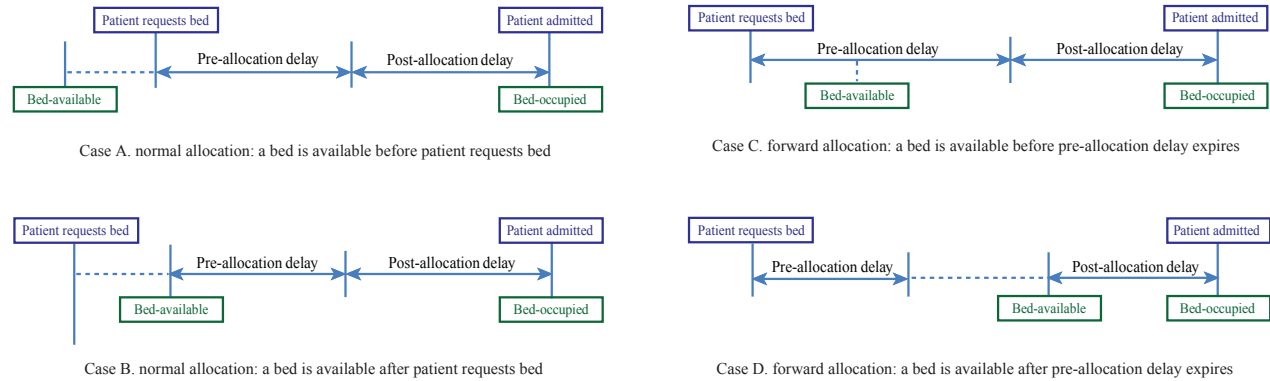 Patient requests bed
Patient admitted
Pre-allocation delay
Post-allocation delay
Bed-available
Bed-occupied
Case A. normal allocation: a bed is available before patient requests bed
Patient requests bed
Patient admitted
Pre-allocation delay
Post-allocation delay
Bed-available
Bed-occupied
Case C. forward allocation: a bed is available before pre-allocation delay expires
Patient requests bed
Patient admitted
Pre-allocation delay
Post-allocation delay
Bed-available
Bed-occupied
Case B. normal allocation: a bed is available after patient requests bed
Patient requests bed
Patient admitted
Pre-allocation delay
Post-allocation delay
Bed-available
Bed-occupied
Case D. forward allocation: a bed is available after pre-allocation delay expires